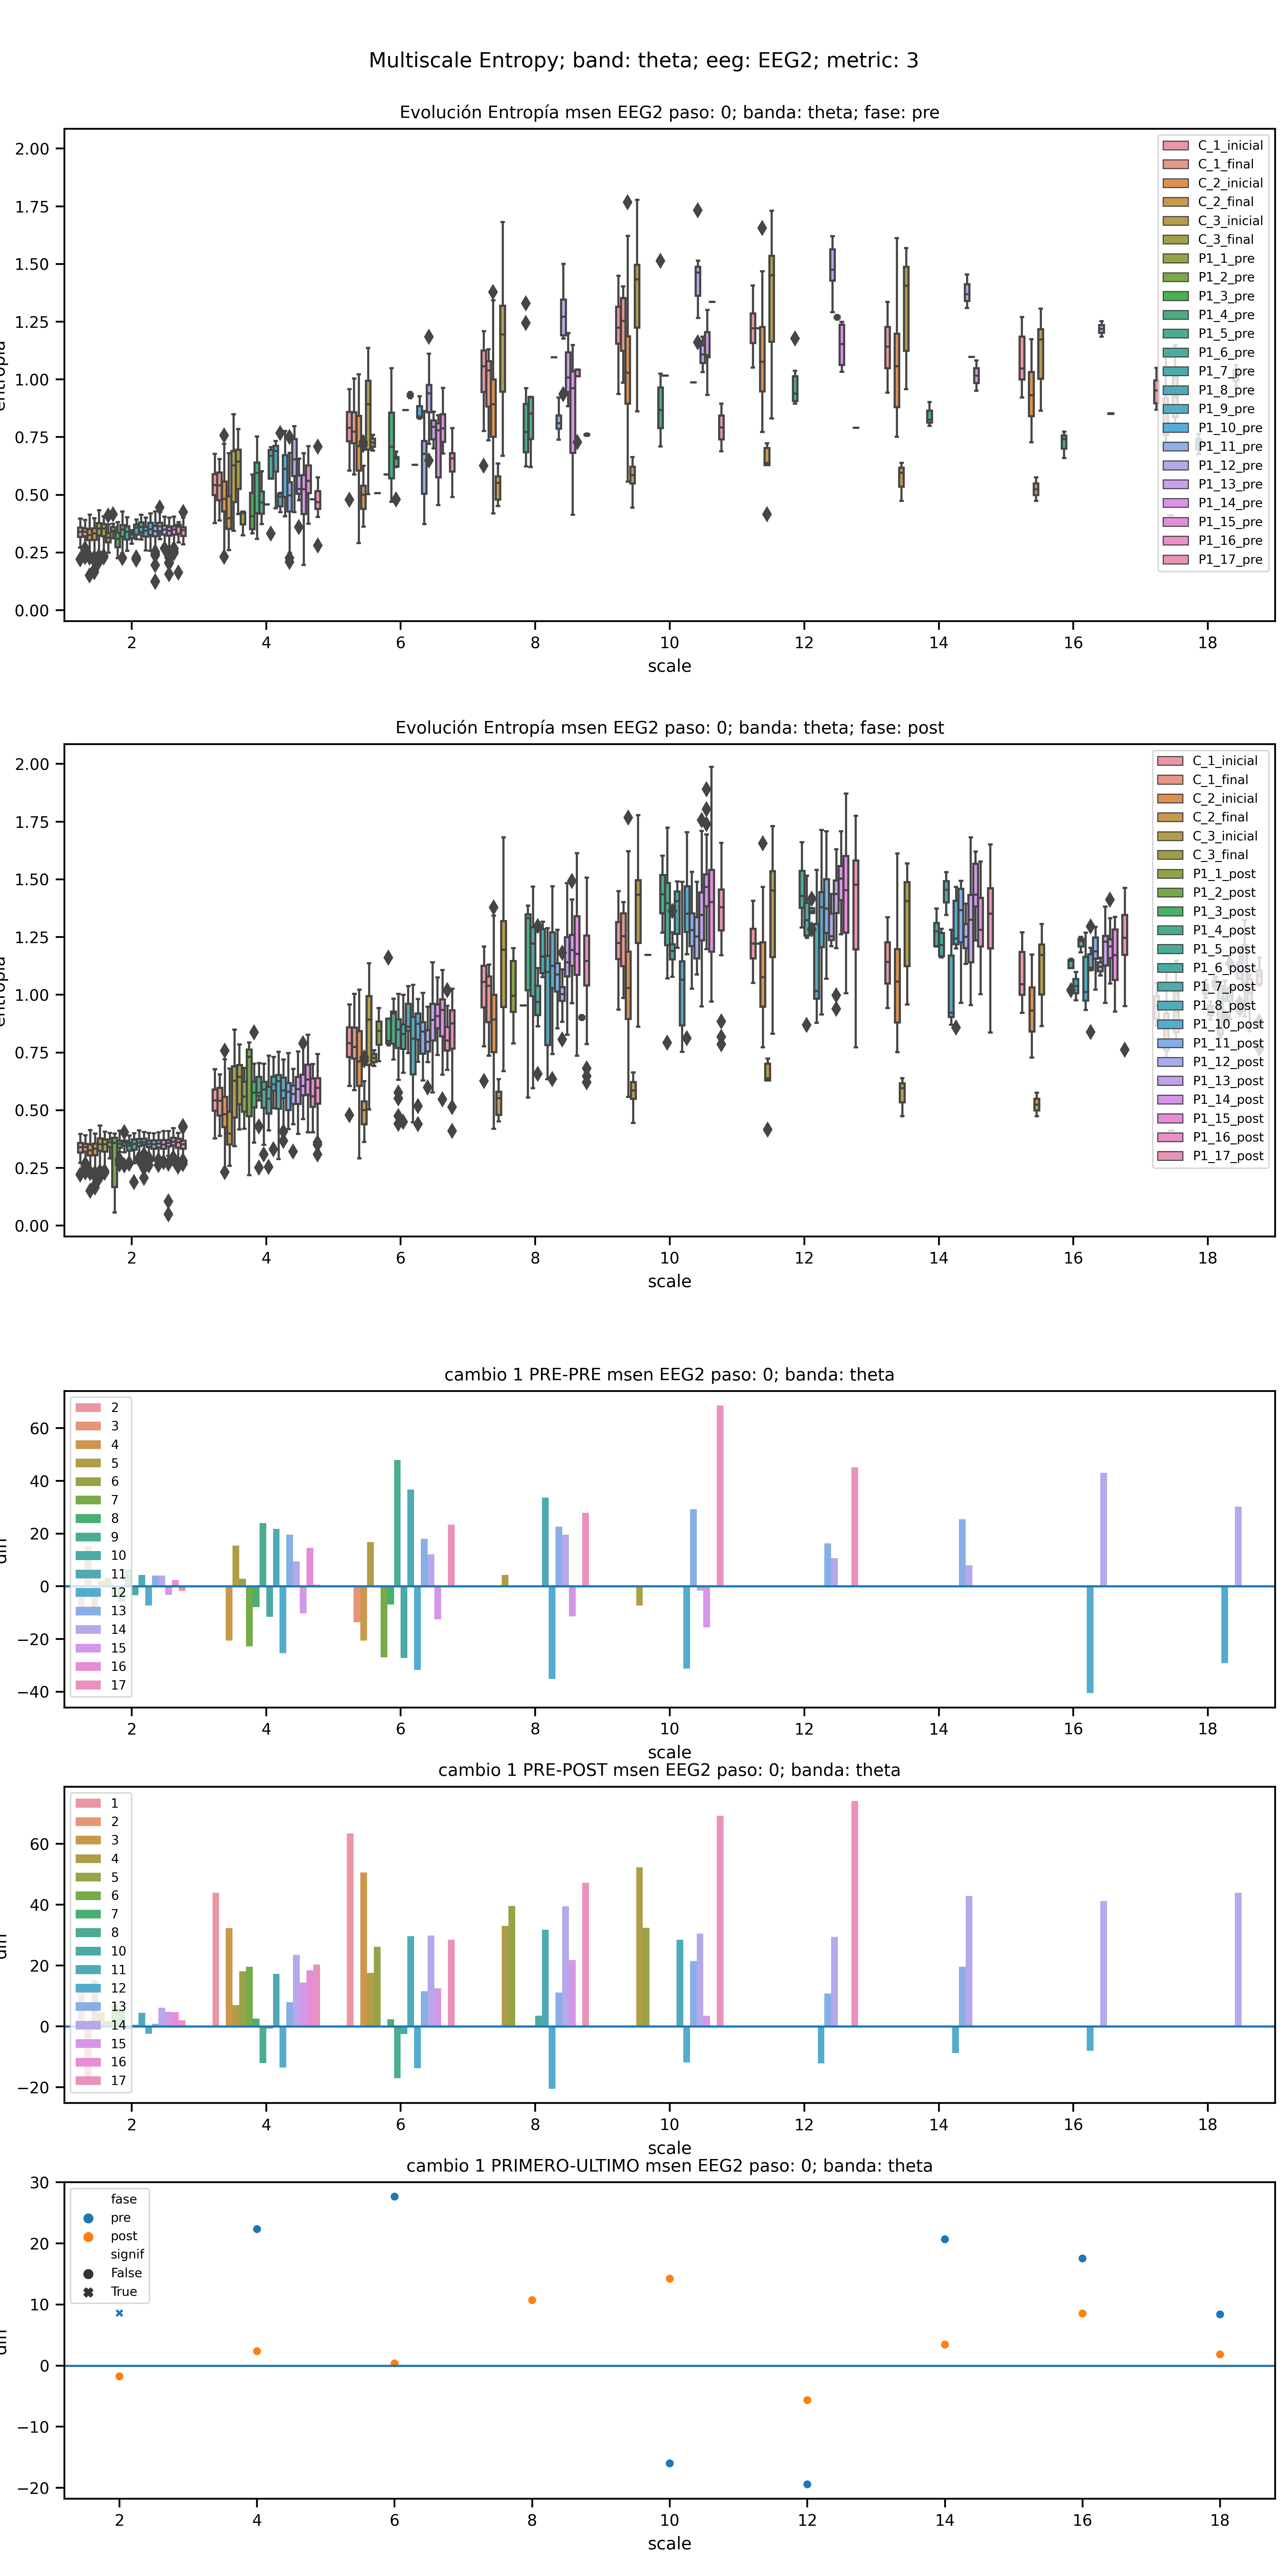 Multiscale Entropy; band: theta; eeg: EEG2; metric: 3
Evolución Entropía msen EEG2 paso: 0; banda: theta; fase: pre
2.00
1.75
1.50
1.25
1.00
0.75
0.50
0.25
0.00
C_1_inicial
C_1_final
C_2_inicial
C_2_final
C_3_inicial
C_3_final
P1_1_pre
P1_2_pre
P1_3_pre
P1_4_pre
P1_5_pre
P1_6_pre
P1_7_pre
P1_8_pre
P1_9_pre
P1_10_pre
P1_11_pre
P1_12_pre
P1_13_pre
P1_14_pre
P1_15_pre
P1_16_pre
P1_17_pre
2 4 6 8 10 12 14 16 18
scale
Evolución Entropía msen EEG2 paso: 0; banda: theta; fase: post
2.00
1.75
1.50
1.25
1.00
0.75
0.50
0.25
0.00
C_1_inicial
C_1_final
C_2_inicial
C_2_final
C_3_inicial
C_3_final
P1_1_post
P1_2_post
P1_3_post
P1_4_post
P1_5_post
P1_6_post
P1_7_post
P1_8_post
P1_10_post
P1_11_post
P1_12_post
P1_13_post
P1_14_post
P1_15_post
P1_16_post
P1_17_post
2 4 6 8 10 12 14 16 18
scale
cambio 1 PRE-PRE msen EEG2 paso: 0; banda: theta
60
40
20
0
−20
−40
2
3
4
5
6
7
8
9
10
11
12
13
14
15
16
17
2 4 6 8 10 12 14 16 18
scale
cambio 1 PRE-POST msen EEG2 paso: 0; banda: theta
60
40
20
0
−20
1
2
3
4
5
6
7
8
10
11
12
13
14
15
16
17
2 4 6 8 10 12 14 16 18
scale
cambio 1 PRIMERO-ULTIMO msen EEG2 paso: 0; banda: theta
30
20
10
0
−10
−20
fase
pre
post
signif
False
True
2 4 6 8 10 12 14 16 18
scale